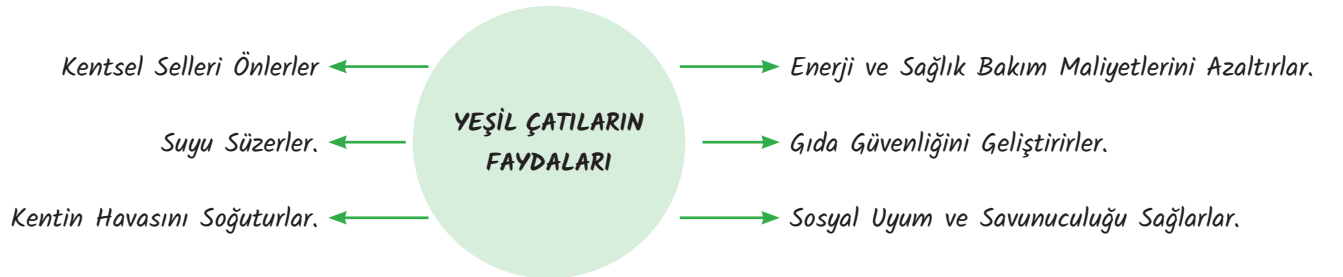 Kentsel Selleri Önlerler
Suyu Süzerler.
Kentin Havasını Soğuturlar.
YEŞİL ÇATILARIN
FAYDALARI
Enerji ve Sağlık Bakım Maliyetlerini Azaltırlar.
Gıda Güvenliğini Geliştirirler.
Sosyal Uyum ve Savunuculuğu Sağlarlar.